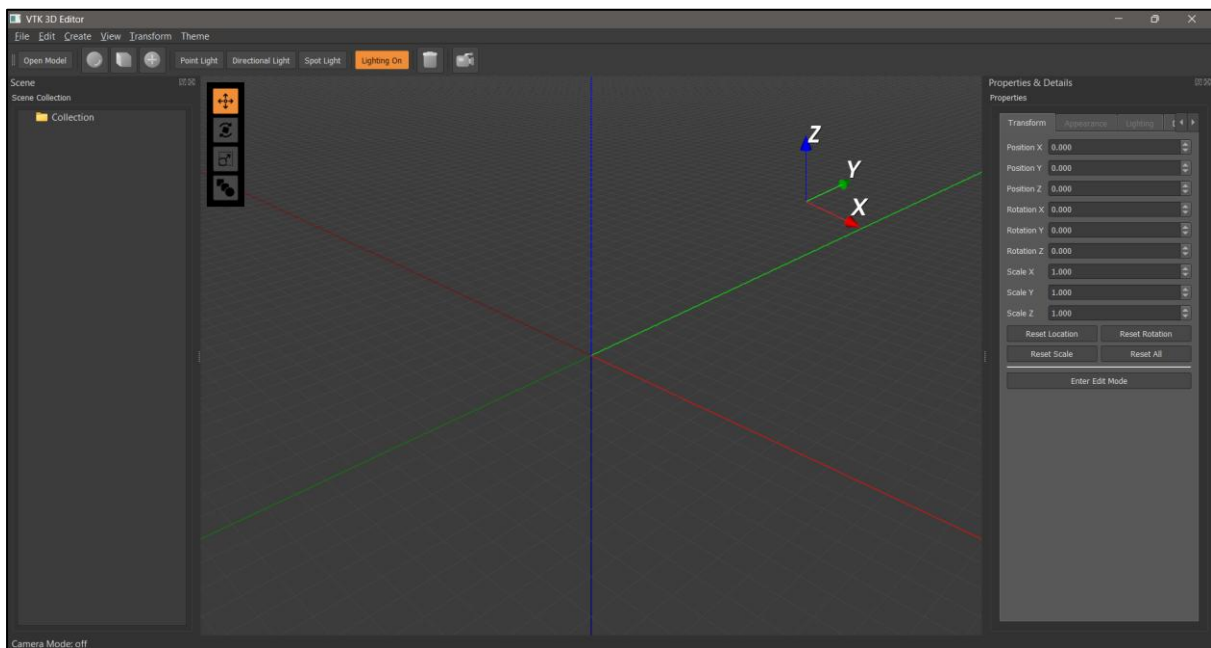 VTK 3D Editor
File Edit Create View Transform Theme
Open Model Point Light Directional Light Spot Light Lighting On
Scene
Scene Collection
Collection
Z
Y
X
Properties & Details
Properties
Transform Appearance Lighting
Position X 0.000
Position Y 0.000
Position Z 0.000
Rotation X 0.000
Rotation Y 0.000
Rotation Z 0.000
Scale X 1.000
Scale Y 1.000
Scale Z 1.000
Reset Location Reset Rotation
Reset Scale Reset All
Enter Edit Mode
Camera Mode: off